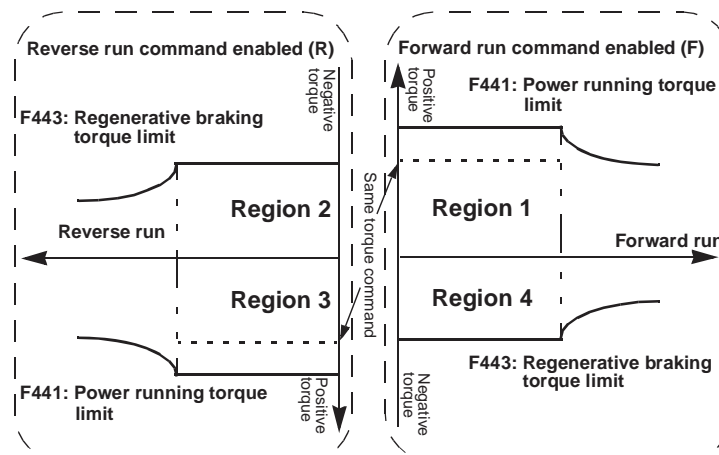 Reverse run command enabled (R)
Negative
torque
F443: Regenerative braking
torque limit
Region 2
Reverse run
Region 3
F441: Power running torque
limit
Positive
torque
Same torque command
Forward run command enabled (F)
Positive
torque
F441: Power running torque
limit
Region 1
Forward run
Region 4
F443: Regenerative braking
torque limit
Negative
torque